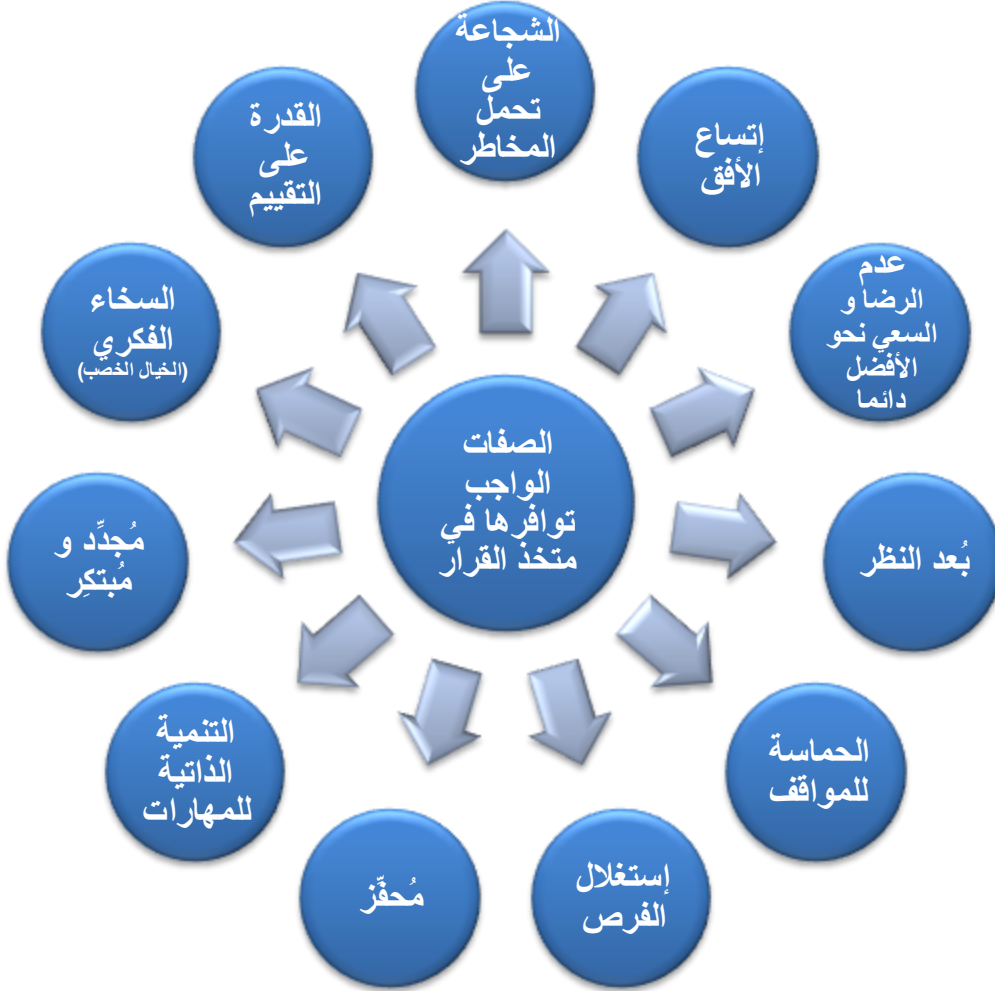 الشجاعة
على
تحمل
المخاطر
إتساع
الأفق
عدم
الرضا و
السعي نحو
الأفضل
دائما
بُعد النظر
الحماسة
للمواقف
إستغلال
الفرص
مُحفِّز
التنمية
الذاتية
للمهارات
مُجدِّد و
مُبتكِر
السخاء
الفكري
(الخيال الخصب)
القدرة
على
التقييم
الصفات
الواجب
توافرها في
متخذ القرار